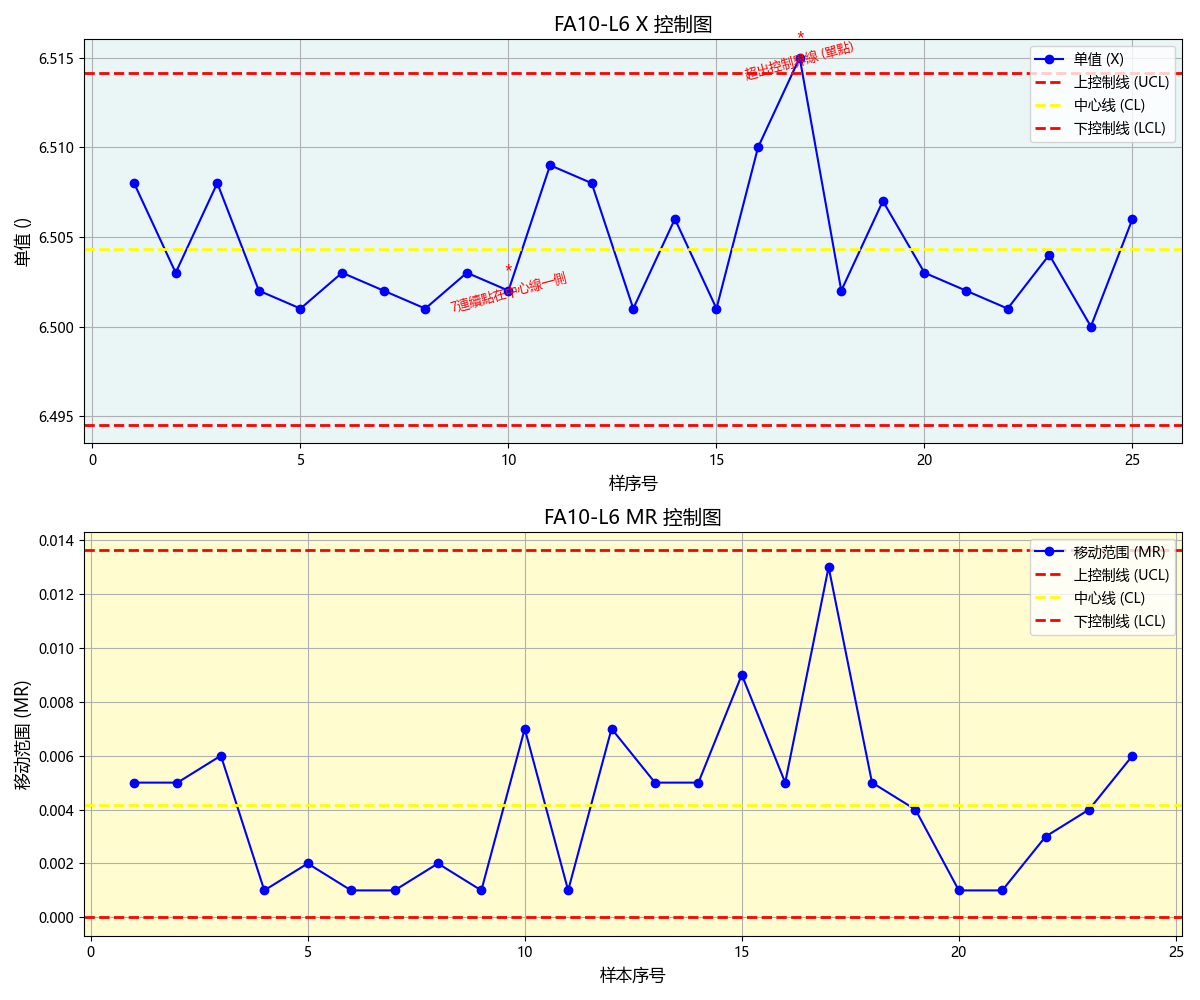 FA10-L6 X 控制图
6.515
6.510
6.505
6.500
6.495
单值 ()
*
超出控制界線 (單點)
*
7連續點在中心線一側
单值 (X)
上控制线 (UCL)
中心线 (CL)
下控制线 (LCL)
0 5 10 15 20 25
样序号
FA10-L6 MR 控制图
0.014
0.012
0.010
0.008
0.006
0.004
0.002
0.000
移动范围 (MR)
移动范围 (MR)
上控制线 (UCL)
中心线 (CL)
下控制线 (LCL)
0 5 10 15 20 25
样本序号